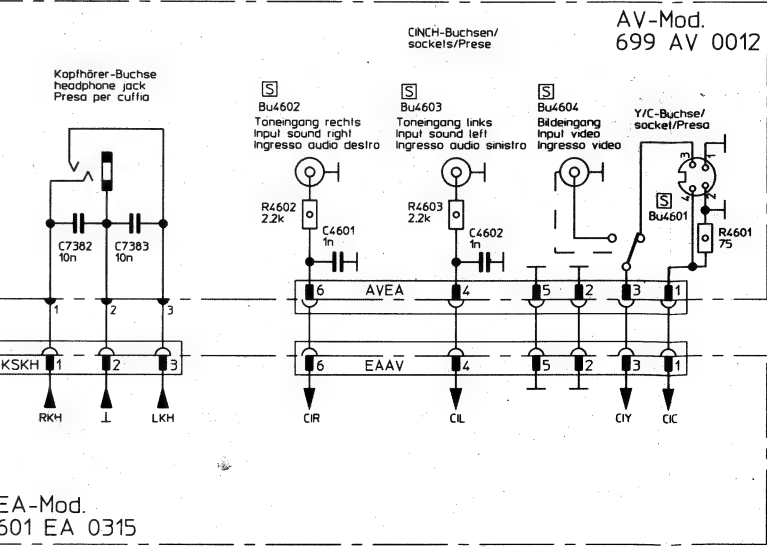 AV-Mod.
699 AV 0012
CINCH-Buchsen/
sockets/Prese
Kopfhörer-Buchse
headphone jack
Presa per cuffia
S
Bu4602
Toneingang rechts
Input sound right
Ingresso audio destro
S
Bu4603
Toneingang links
Input sound left
Ingresso audio sinistro
S
Bu4604
Bildeingang
Input video
Ingresso video
Y/C-Buchse/
socket/Presa
3 1
4 2
S
Bu4601
R4601
75
C7382
10n
C7383
10n
R4602
2.2k
C4601
1n
R4603
2.2k
C4602
1n
6 AVEA 4 5 2 3 1
1 2 3
KSKH 1 2 3
6 EAAV 4 5 2 3 1
RKH ⊥ LKH
CIR CIL CIY CIC
EA-Mod.
601 EA 0315